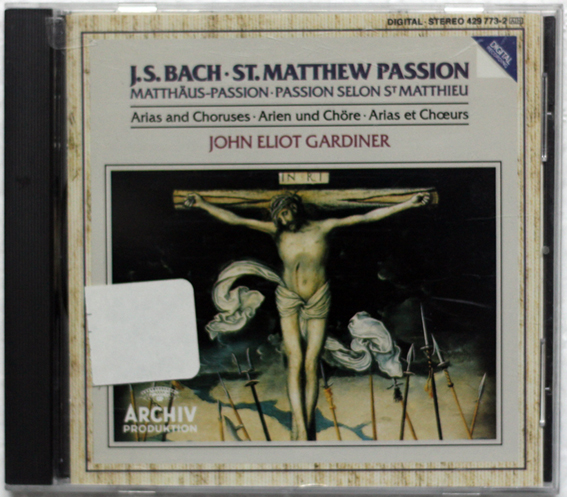 DIGITAL-STEREO 429 773-2
DIGITAL
J.S. BACH · ST. MATTHEW PASSION
MATTHÄUS-PASSION · PASSION SELON ST MATTHIEU
Arias and Choruses · Arien und Chöre · Arias et Chœurs
JOHN ELIOT GARDINER
INRI
ARCHIV
PRODUKTION